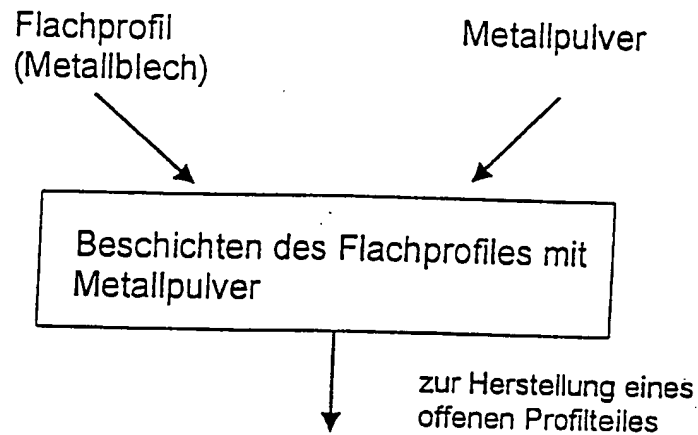 Flachprofil
(Metallblech)
Metallpulver
Beschichten des Flachprofiles mit
Metallpulver
zur Herstellung eines
offenen Profilteiles